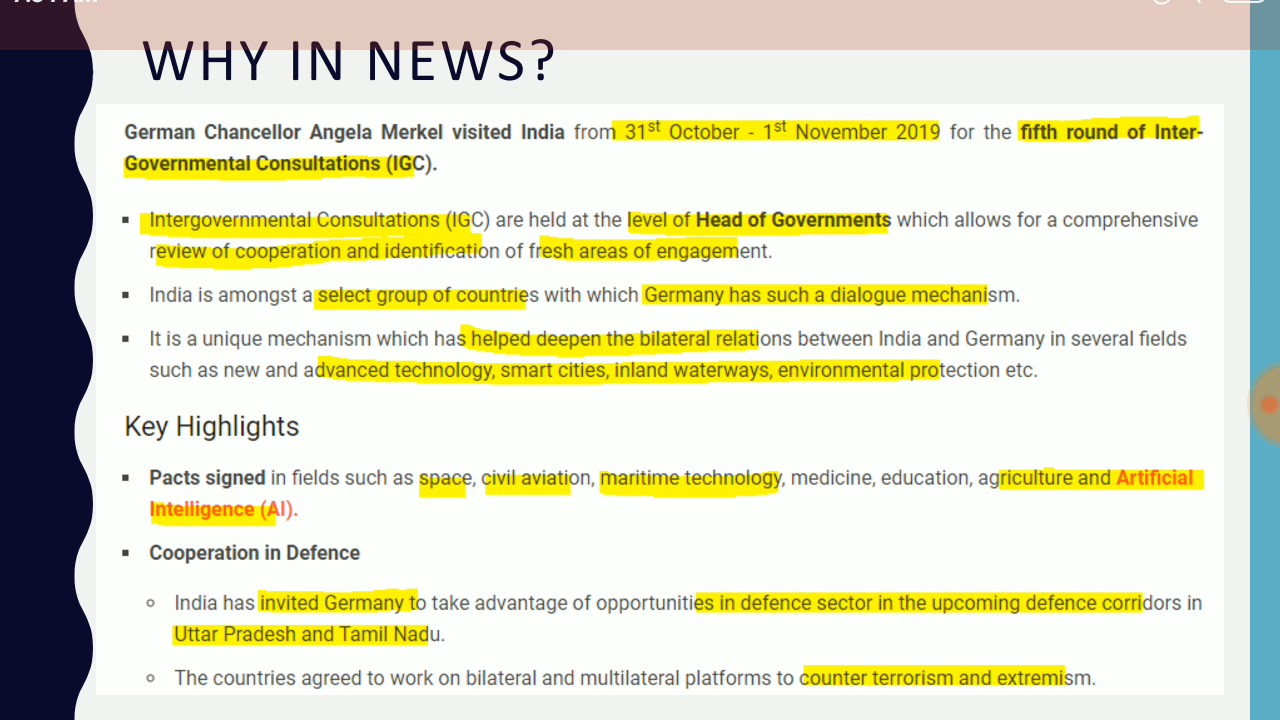 WHY IN NEWS?
German Chancellor Angela Merkel visited India from 31st October - 1st November 2019 for the fifth round of Inter-
Governmental Consultations (IGC).
▪ Intergovernmental Consultations (IGC) are held at the level of Head of Governments which allows for a comprehensive
review of cooperation and identification of fresh areas of engagement.
▪ India is amongst a select group of countries with which Germany has such a dialogue mechanism.
▪ It is a unique mechanism which has helped deepen the bilateral relations between India and Germany in several fields
such as new and advanced technology, smart cities, inland waterways, environmental protection etc.
Key Highlights
▪ Pacts signed in fields such as space, civil aviation, maritime technology, medicine, education, agriculture and Artificial
Intelligence (AI).
▪ Cooperation in Defence
○ India has invited Germany to take advantage of opportunities in defence sector in the upcoming defence corridors in
Uttar Pradesh and Tamil Nadu.
○ The countries agreed to work on bilateral and multilateral platforms to counter terrorism and extremism.